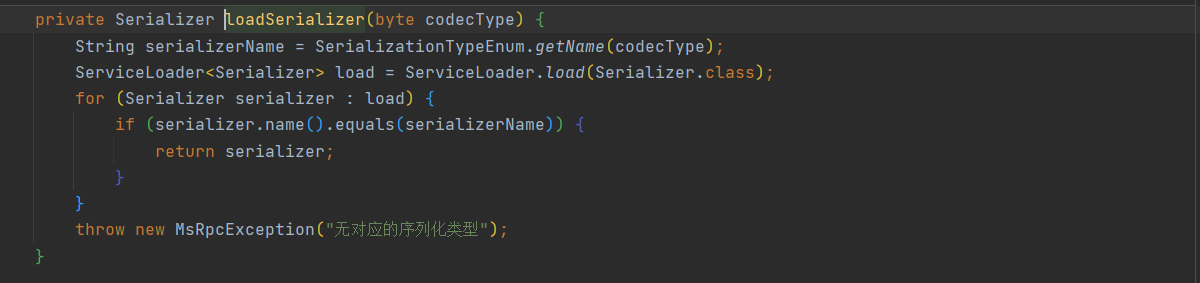 private Serializer loadSerializer(byte codecType) {
String serializerName = SerializationTypeEnum.getName(codecType);
ServiceLoader<Serializer> load = ServiceLoader.load(Serializer.class);
for (Serializer serializer : load) {
if (serializer.name().equals(serializerName)) {
return serializer;
}
}
throw new MsRpcException("无对应的序列化类型");
}